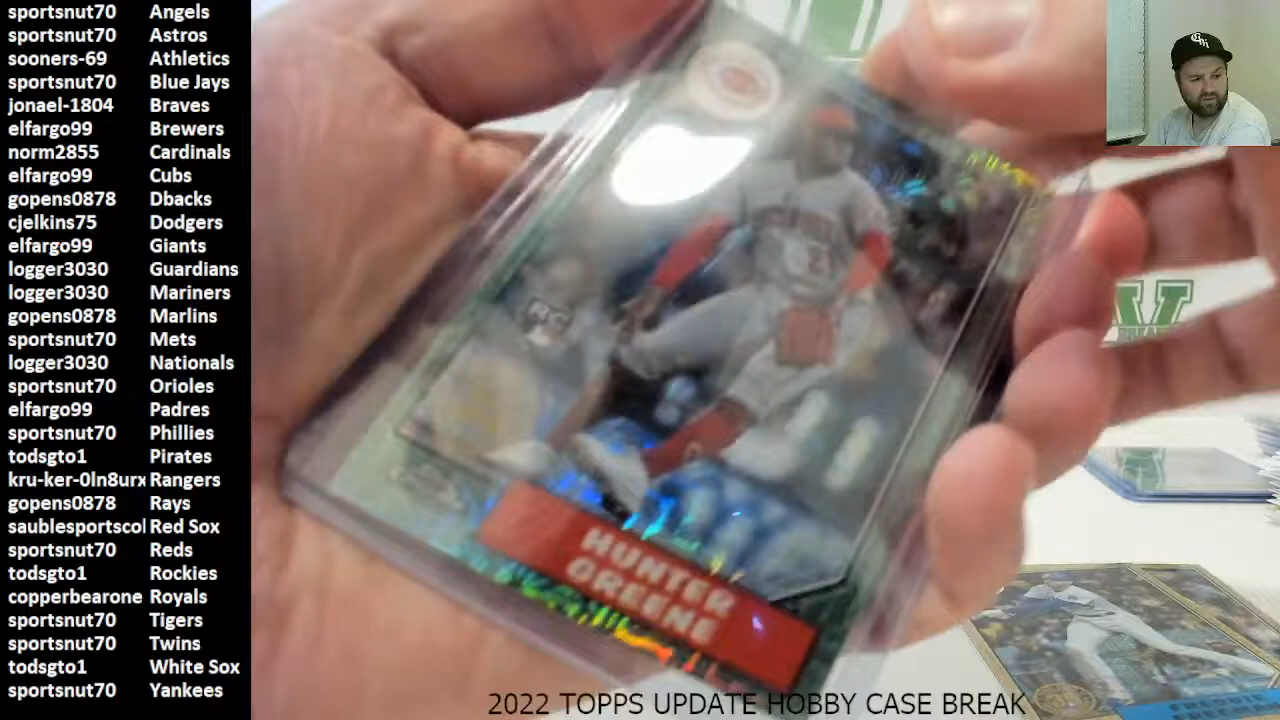 sportsnut70 Angels
sportsnut70 Astros
sooners-69 Athletics
sportsnut70 Blue Jays
jonael-1804 Braves
elfargo99 Brewers
norm2855 Cardinals
elfargo99 Cubs
gopens0878 Dbacks
cjelkins75 Dodgers
elfargo99 Giants
logger3030 Guardians
logger3030 Mariners
gopens0878 Marlins
sportsnut70 Mets
logger3030 Nationals
sportsnut70 Orioles
elfargo99 Padres
sportsnut70 Phillies
todsgto1 Pirates
kru-ker-0ln8urx Rangers
gopens0878 Rays
saublesportscol Red Sox
sportsnut70 Reds
todsgto1 Rockies
copperbearone Royals
sportsnut70 Tigers
sportsnut70 Twins
todsgto1 White Sox
sportsnut70 Yankees
RC
21
HUNTER
GREENE
2022 TOPPS UPDATE HOBBY CASE BREAK